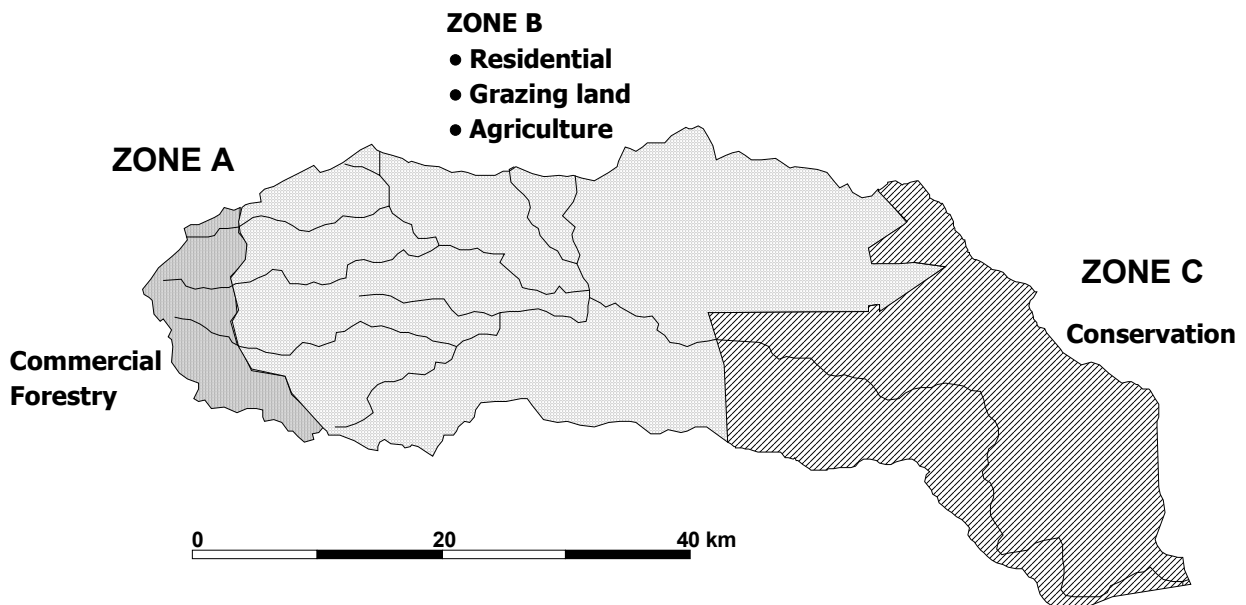 ZONE B
• Residential
• Grazing land
• Agriculture
ZONE A
ZONE C
Conservation
Commercial
Forestry
0 20 40 km